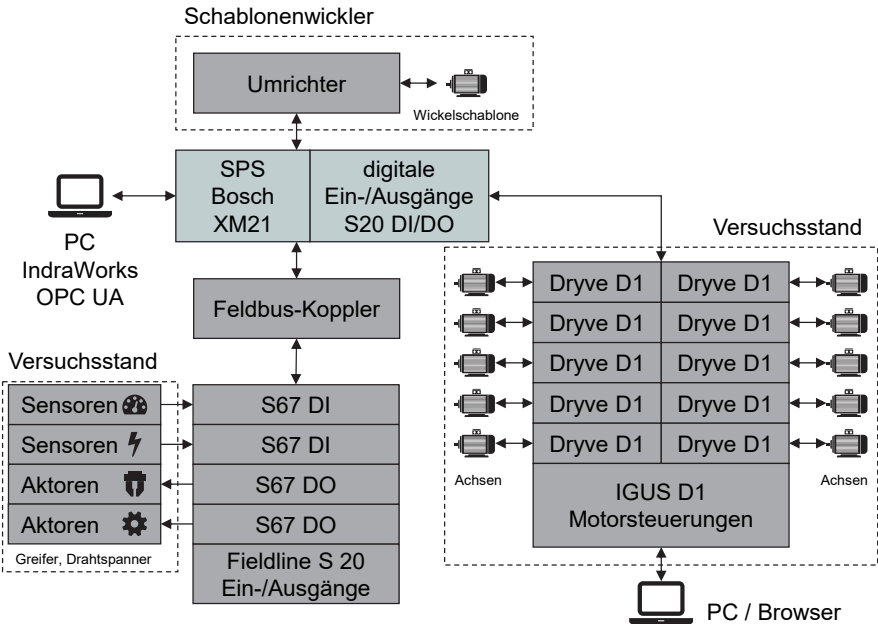 Schablonenwickler
Umrichter
Wickelschablone
SPS
Bosch
XM21
digitale
Ein-/Ausgänge
S20 DI/DO
PC
IndraWorks
OPC UA
Feldbus-Koppler
Versuchsstand
Sensoren
S67 DI
Sensoren
S67 DI
Aktoren
S67 DO
Aktoren
S67 DO
Greifer, Drahtspanner
Fieldline S 20
Ein-/Ausgänge
Versuchsstand
Dryve D1 Dryve D1
Dryve D1 Dryve D1
Dryve D1 Dryve D1
Dryve D1 Dryve D1
Dryve D1 Dryve D1
Achsen
Achsen
IGUS D1
Motorsteuerungen
PC / Browser